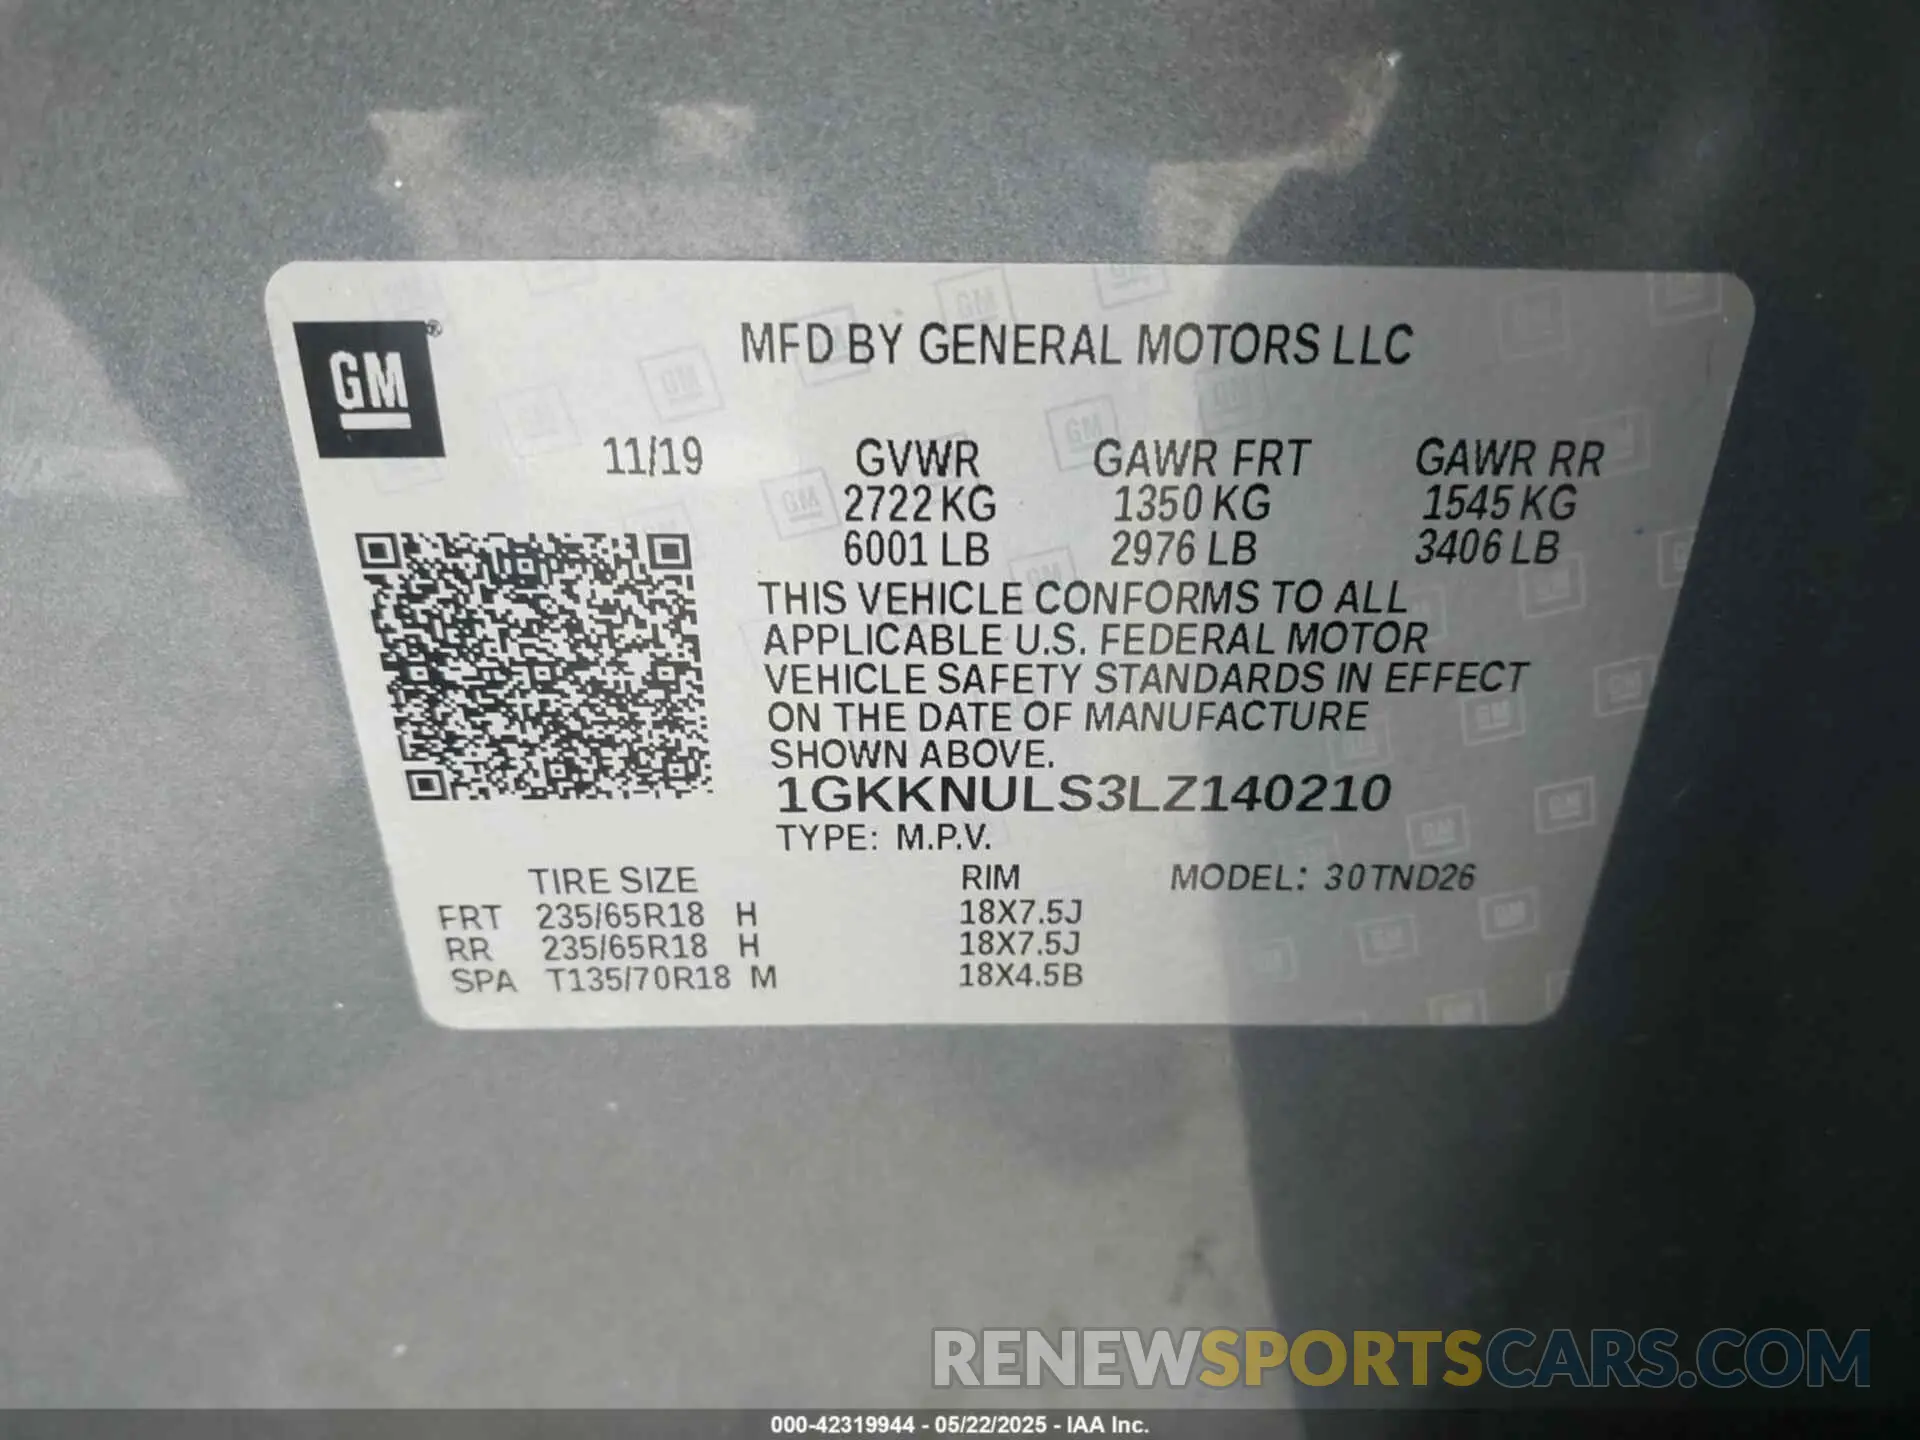 GM®
MFD BY GENERAL MOTORS LLC
11/19 GVWR GAWR FRT GAWR RR
2722 KG 1350 KG 1545 KG
6001 LB 2976 LB 3406 LB
THIS VEHICLE CONFORMS TO ALL
APPLICABLE U.S. FEDERAL MOTOR
VEHICLE SAFETY STANDARDS IN EFFECT
ON THE DATE OF MANUFACTURE
SHOWN ABOVE.
1GKKNULS3LZ140210
TYPE: M.P.V.
TIRE SIZE RIM MODEL: 30TND26
FRT 235/65R18 H 18X7.5J
RR 235/65R18 H 18X7.5J
SPA T135/70R18 M 18X4.5B
RENEWSPORTSCARS.COM
000-42319944 - 05/22/2025 - IAA Inc.